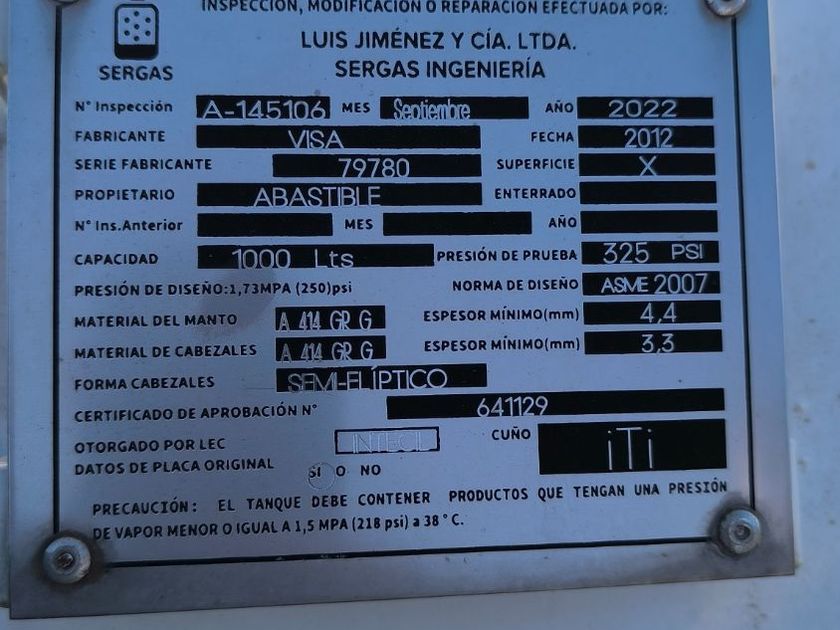 INSPECCIÓN, MODIFICACIÓN O REPARACIÓN EFECTUADA POR:
SERGAS
LUIS JIMÉNEZ Y CÍA. LTDA.
SERGAS INGENIERÍA
N° Inspección A-145106 MES Septiembre AÑO 2022
FABRICANTE VISA FECHA 2012
SERIE FABRICANTE 79780 SUPERFICIE X
PROPIETARIO ABASTIBLE ENTERRADO
N° Ins.Anterior MES AÑO
CAPACIDAD 1000 Lts PRESIÓN DE PRUEBA 325 PSI
PRESIÓN DE DISEÑO:1,73MPA (250)psi NORMA DE DISEÑO ASME 2007
MATERIAL DEL MANTO A 414 GR G ESPESOR MÍNIMO(mm) 4,4
MATERIAL DE CABEZALES A 414 GR G ESPESOR MÍNIMO(mm) 3,3
FORMA CABEZALES SEMI-ELÍPTICO
CERTIFICADO DE APROBACIÓN N° 641129
OTORGADO POR LEC INTECIL CUÑO iTi
DATOS DE PLACA ORIGINAL SI O NO
PRECAUCIÓN: EL TANQUE DEBE CONTENER PRODUCTOS QUE TENGAN UNA PRESIÓN
DE VAPOR MENOR O IGUAL A 1,5 MPA (218 psi) a 38° C.